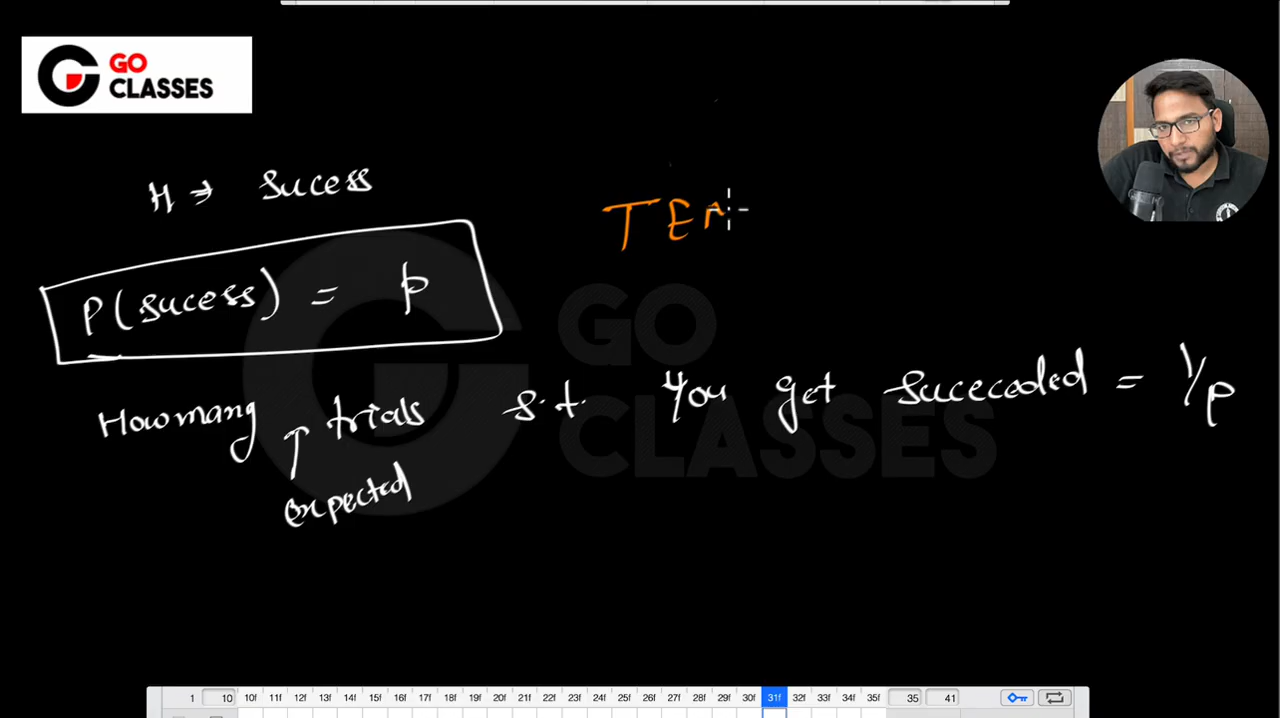 GO
CLASSES
H ⇒ Sucess
TEA
P(sucess) = p
GO
CLASSES
How many trials s.t. You get suceeded = 1/p
↑
expected
1 10 10f 11f 12f 13f 14f 15f 16f 17f 18f 19f 20f 21f 22f 23f 24f 25f 26f 27f 28f 29f 30f 31f 32f 33f 34f 35f 35 41